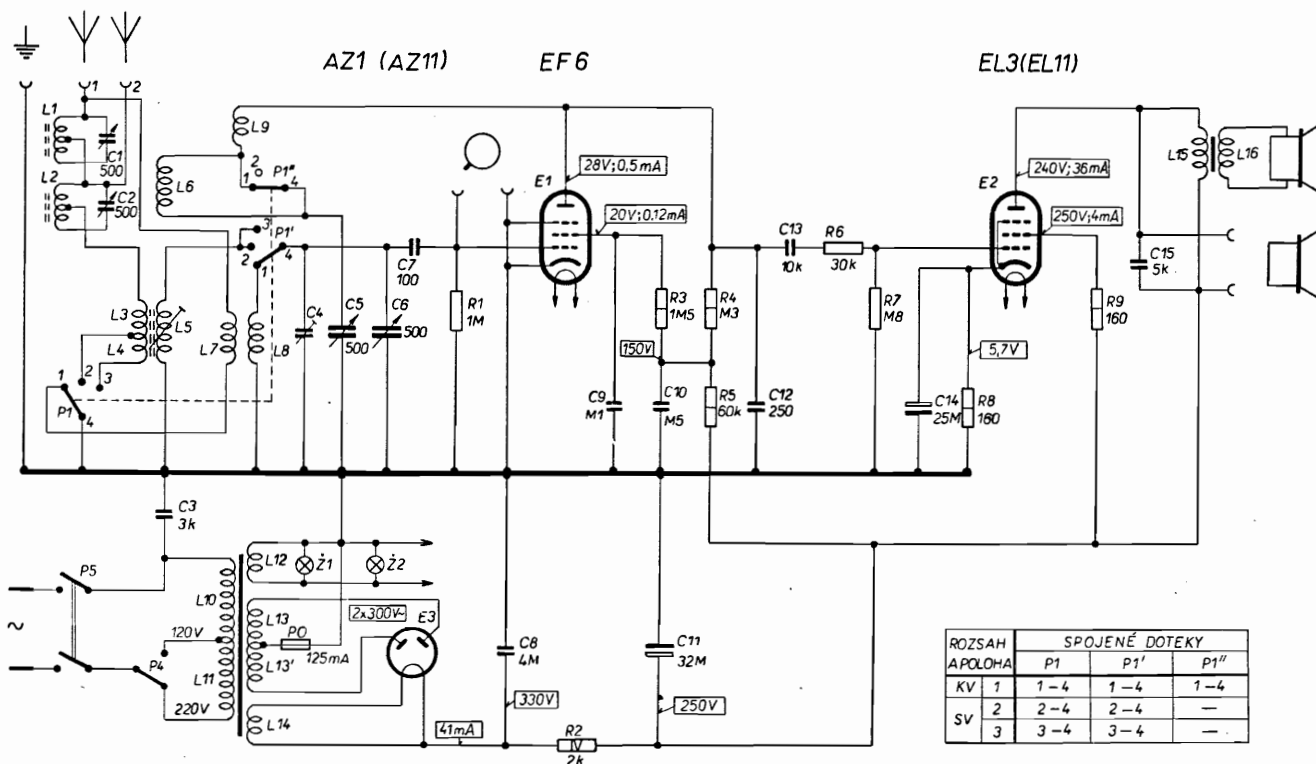 AZ1 (AZ11)
EF6
EL3(EL11)
1
2
L1
C1
500
L2
C2
500
L3
L4
L5
1
2
3
P1
4
L6
L7
L8
L9
2
1
P1"
4
3
P1'
2
1
4
C4
C5
500
C6
500
C7
100
R1
1M
28V; 0,5mA
E1
20V; 0,12mA
R3
1M5
R4
M3
150V
C9
M1
C10
M5
R5
60k
C12
250
C13
10k
R6
30k
R7
M8
240V; 36mA
E2
250V; 4mA
5,7V
C14
25M
R8
160
R9
160
C15
5k
L15
L16
C3
3k
P5
~
120V
P4
220V
L10
L11
L12
Ž1
Ž2
L13
L13'
PO
125mA
2x300V~
E3
L14
41mA
C8
4M
330V
R2
IV
2k
C11
32M
250V
ROZSAH A POLOHA SPOJENÉ DOTEKY
P1 P1' P1"
KV 1 1-4 1-4 1-4
SV 2 2-4 2-4 —
3 3-4 3-4 —